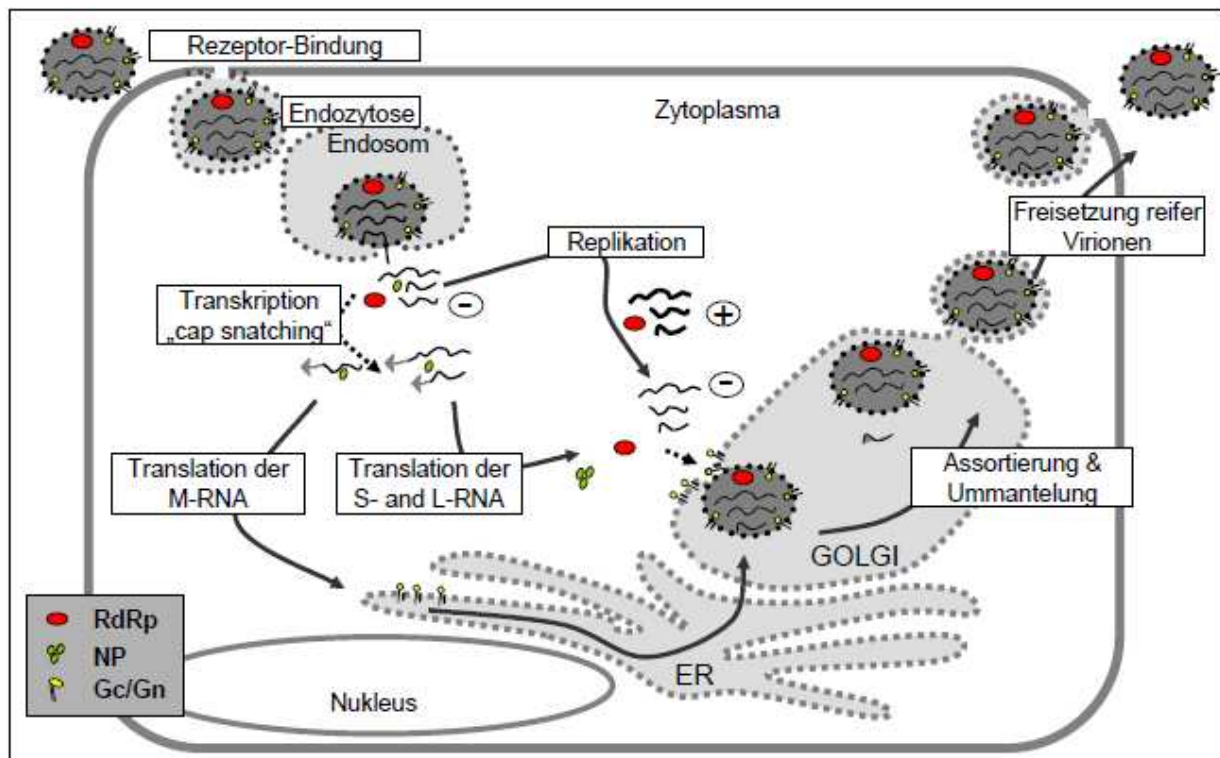 Rezeptor-Bindung
Zytoplasma
Endozytose
Endosom
Freisetzung reifer
Virionen
Replikation
Transkription
„cap snatching“
−
+
−
Translation der
M-RNA
Translation der
S- and L-RNA
Assortierung &
Ummantelung
GOLGI
ER
RdRp
NP
Gc/Gn
Nukleus